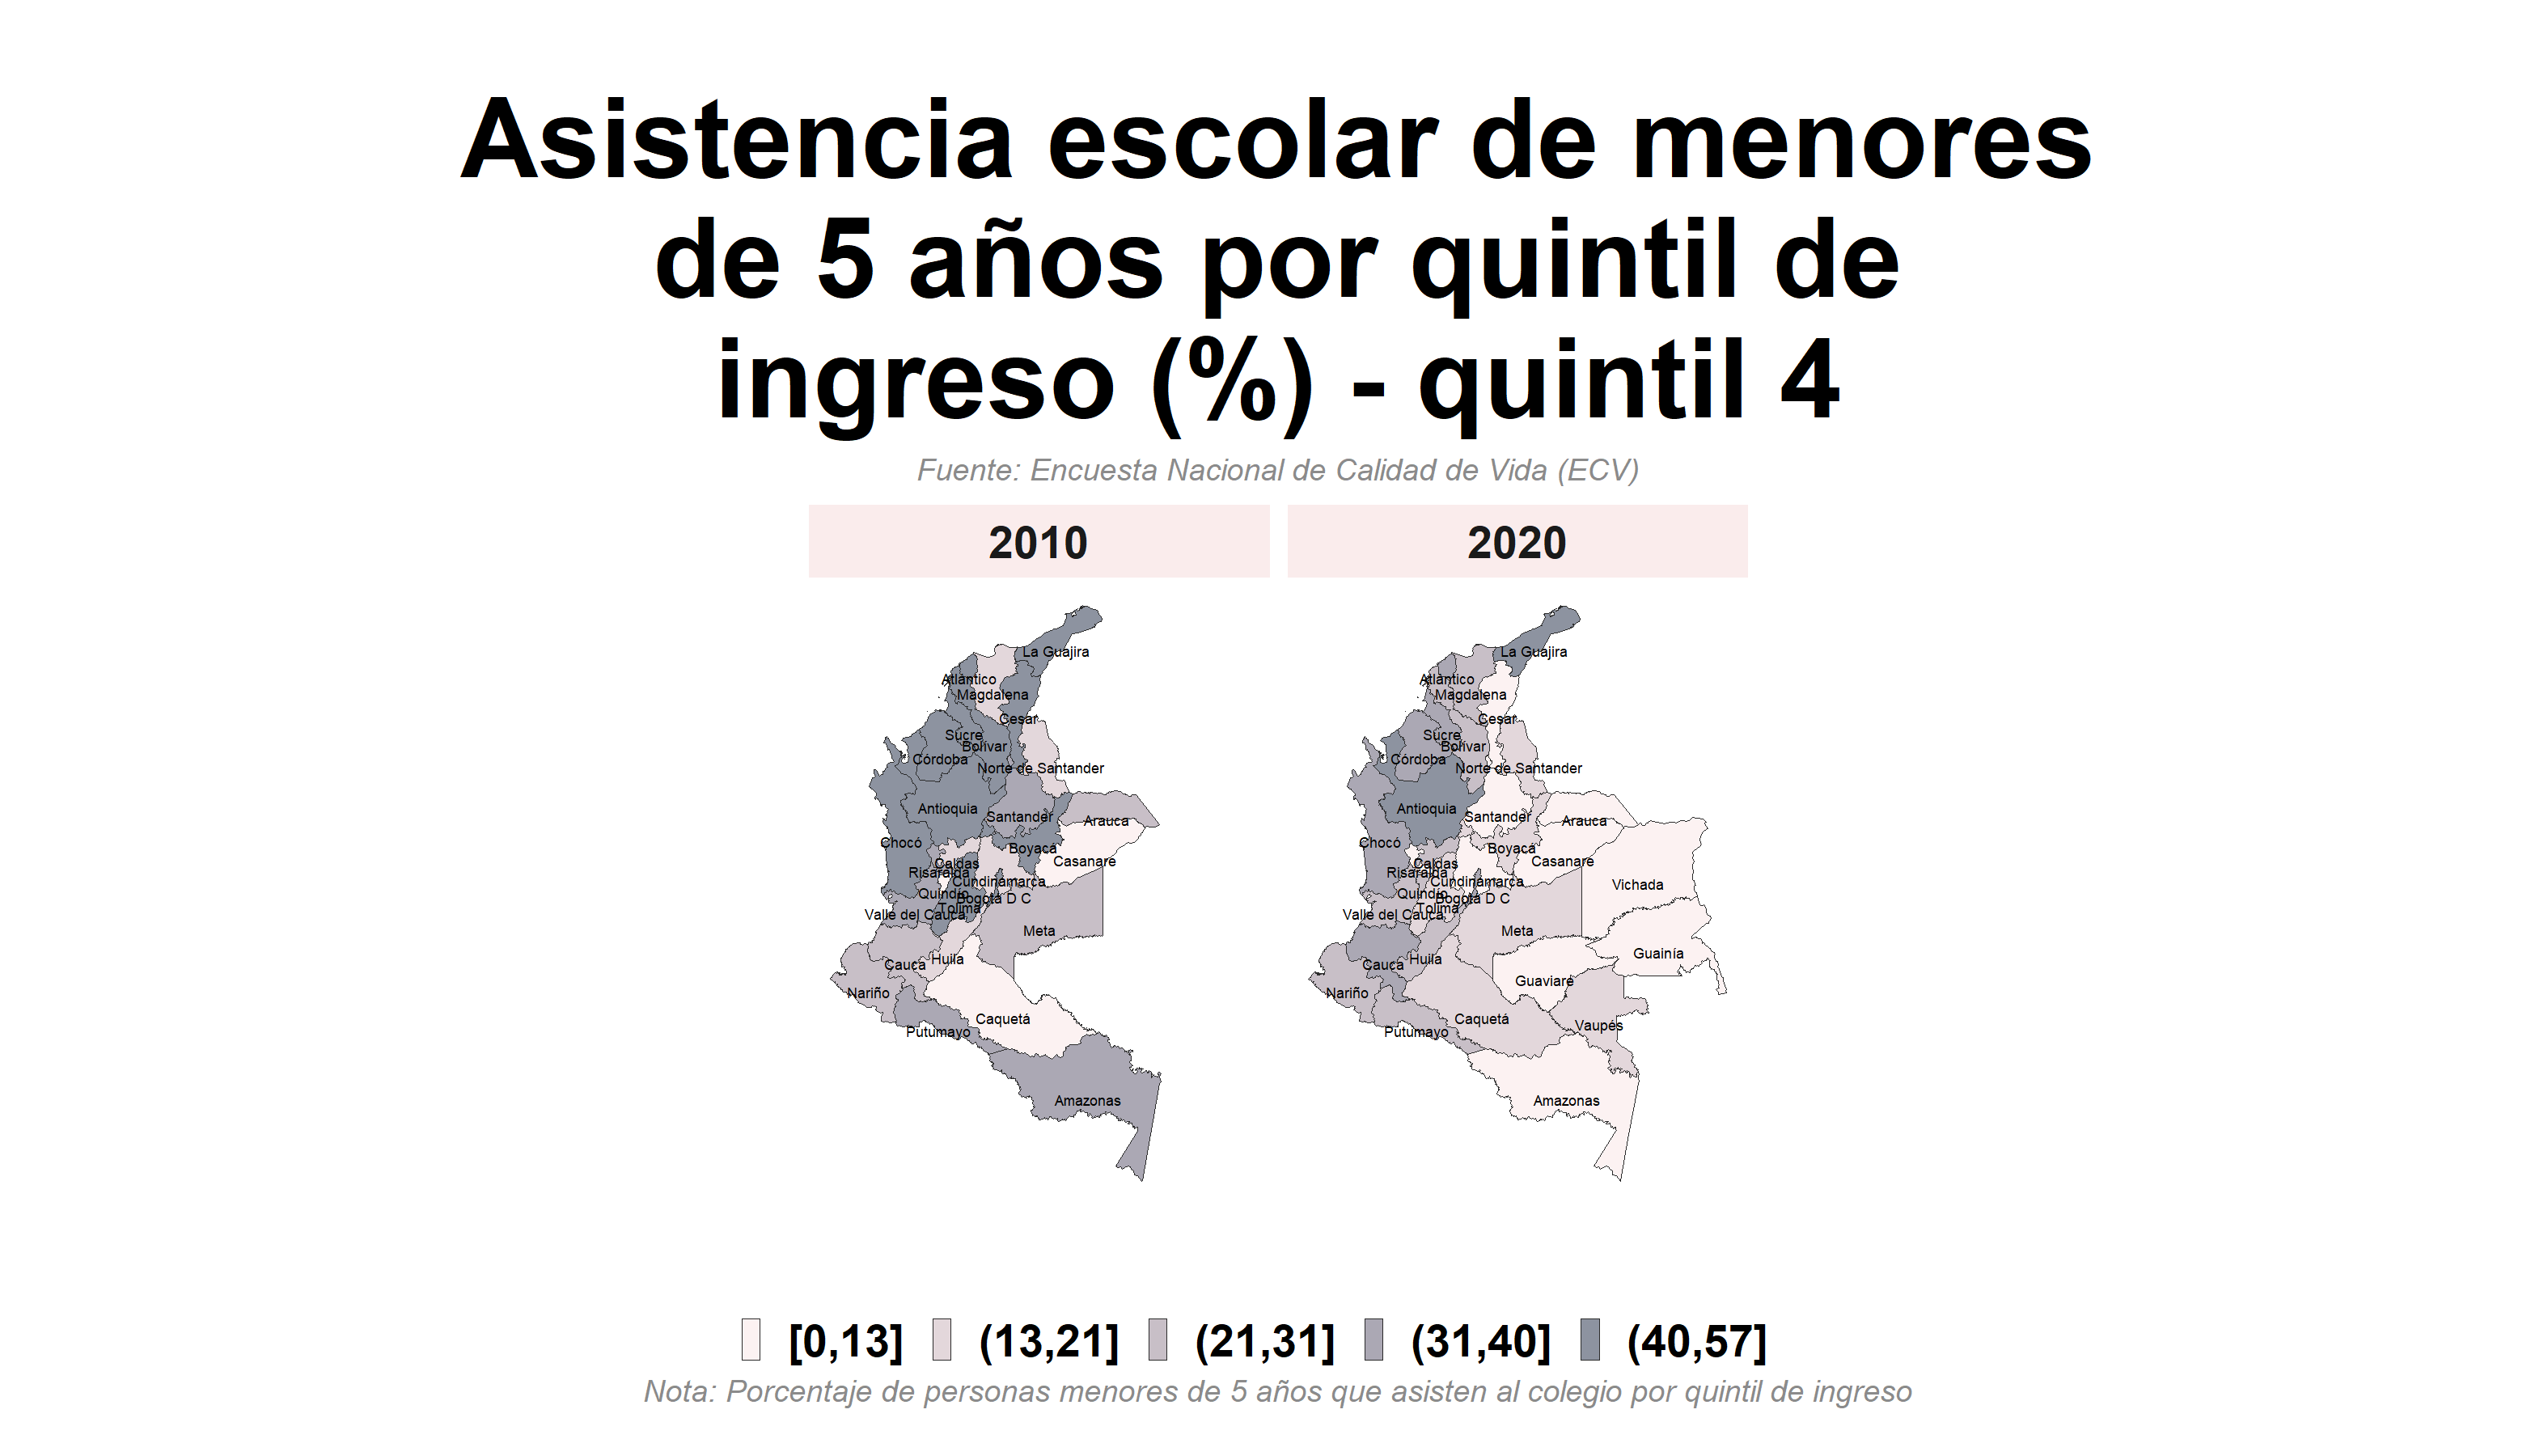 Asistencia escolar de menores
de 5 años por quintil de
ingreso (%) - quintil 4
Fuente: Encuesta Nacional de Calidad de Vida (ECV)
2010
2020
La Guajira
Atlántico
Magdalena
Cesar
Sucre
Bolívar
Córdoba
Norte de Santander
Antioquia
Santander
Arauca
Chocó
Boyacá
Caldas
Casanare
Risaralda
Cundinamarca
Quindío
Bogotá D C
Tolima
Valle del Cauca
Meta
Huila
Cauca
Nariño
Caquetá
Putumayo
Amazonas
La Guajira
Atlántico
Magdalena
Cesar
Sucre
Bolívar
Córdoba
Norte de Santander
Antioquia
Santander
Arauca
Chocó
Boyacá
Caldas
Casanare
Risaralda
Cundinamarca
Vichada
Quindío
Bogotá D C
Tolima
Valle del Cauca
Meta
Guainía
Huila
Cauca
Guaviare
Nariño
Caquetá
Vaupés
Putumayo
Amazonas
[0,13] (13,21] (21,31] (31,40] (40,57]
Nota: Porcentaje de personas menores de 5 años que asisten al colegio por quintil de ingreso